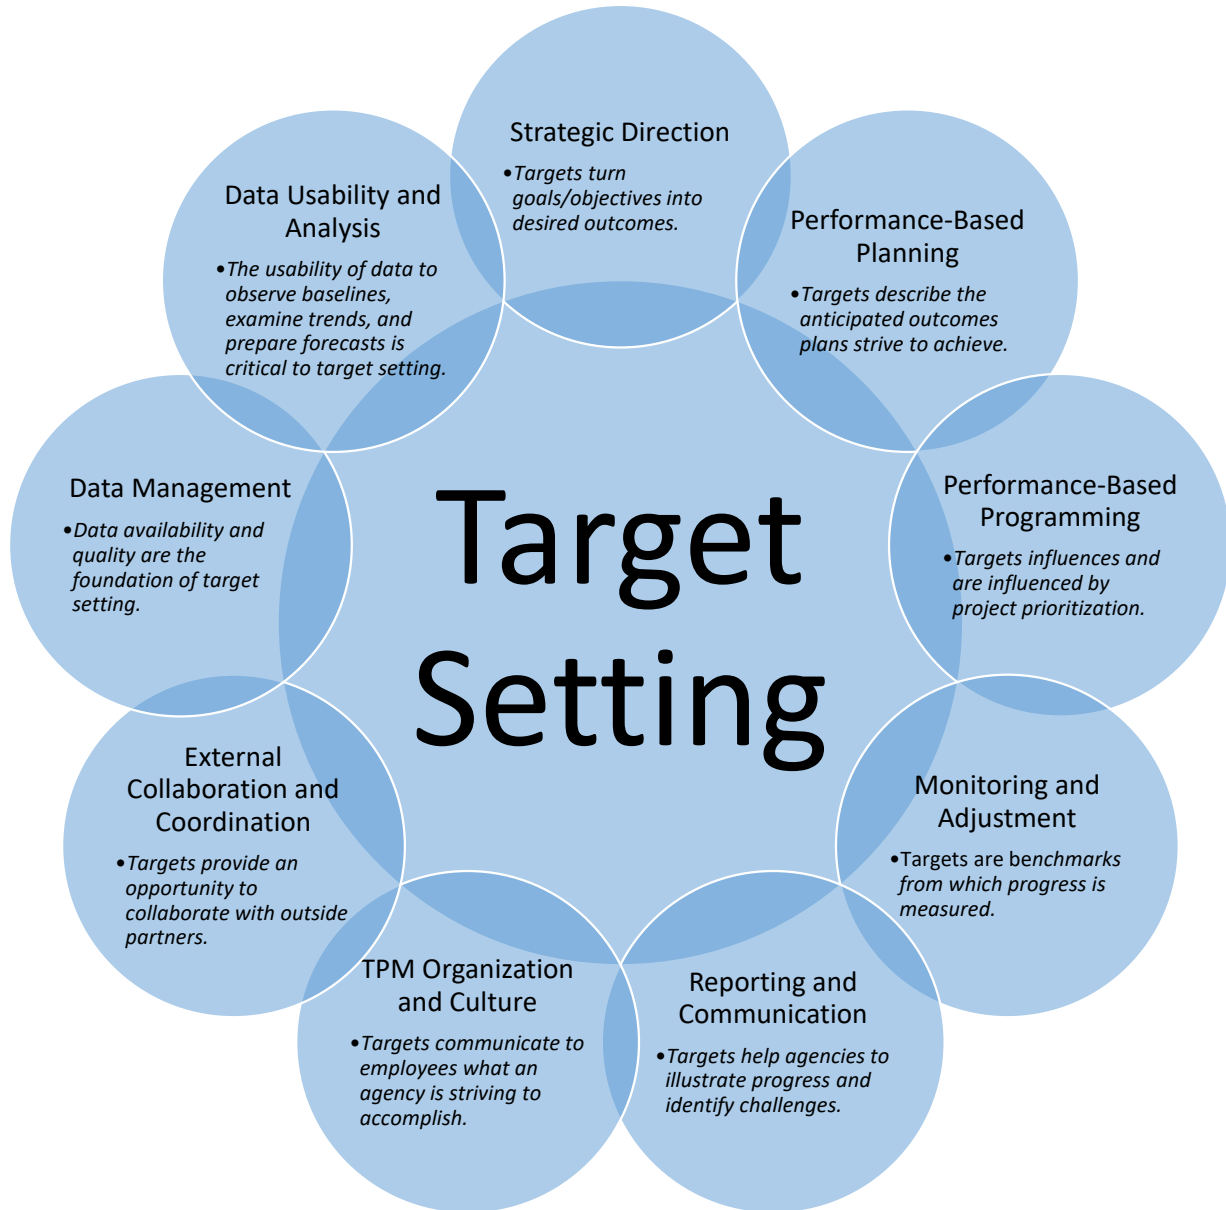 Strategic Direction
•Targets turn
goals/objectives into
desired outcomes.
Performance-Based
Planning
•Targets describe the
anticipated outcomes
plans strive to achieve.
Performance-Based
Programming
•Targets influences and
are influenced by
project prioritization.
Monitoring and
Adjustment
•Targets are benchmarks
from which progress is
measured.
Reporting and
Communication
•Targets help agencies to
illustrate progress and
identify challenges.
TPM Organization
and Culture
•Targets communicate to
employees what an
agency is striving to
accomplish.
External
Collaboration and
Coordination
•Targets provide an
opportunity to
collaborate with outside
partners.
Data Management
•Data availability and
quality are the
foundation of target
setting.
Data Usability and
Analysis
•The usability of data to
observe baselines,
examine trends, and
prepare forecasts is
critical to target setting.
Target
Setting